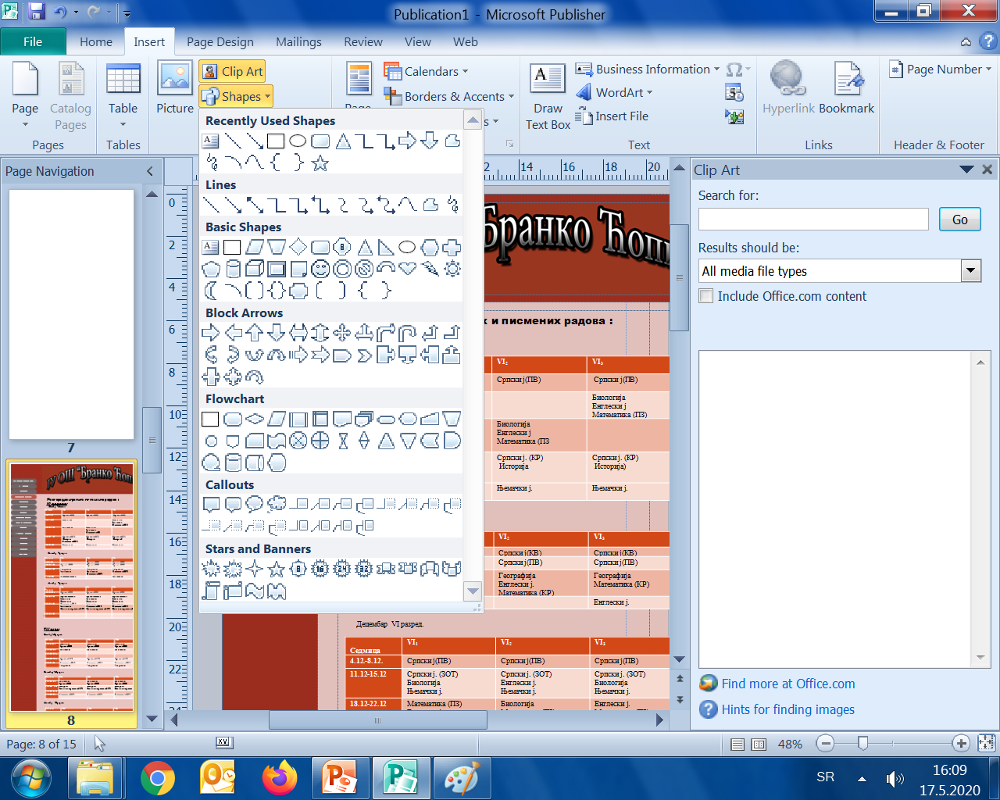 Publication1 - Microsoft Publisher
File Home Insert Page Design Mailings Review View Web
Page
Catalog Pages
Table
Picture
Clip Art
Shapes
Calendars
Borders & Accents
Draw Text Box
Business Information
WordArt
Insert File
Hyperlink Bookmark
Page Number
Pages
Tables
Text
Links
Header & Footer
Page Navigation
7
8
Recently Used Shapes
Lines
Basic Shapes
Block Arrows
Flowchart
Callouts
Stars and Banners
14 16 18 20
0
2
4
6
8
10
12
14
16
18
20
22
Бранко
и писмених радова :
VI₂ VI₃
Српски ј(ПВ) Српски ј(ПВ)
Биологија
Енглески ј
Математика (ПЗ)
Биологија
Енглески ј
Математика (ПЗ
Српски ј. (КР) Српски ј. (КР)
Историја Историја)
Њемачки ј. Њемачки ј.
VI₂ VI₃
Српски ј(КВ) Српски ј(КВ)
Српски ј(ПВ) Српски ј(ПВ)
Географија Географија
Енглески ј. Математика (КР)
Математика (КР)
Енглески ј.
Децембар VI разред.
Седмица VI₁ VI₂ VI₃
4.12-8.12. Српски ј(ПВ) Српски ј(ПВ) Српски ј(ПВ)
11.12-15.12 Српски ј. (ЗОТ) Српски ј. (ЗОТ) Српски ј. (ЗОТ)
Биологија Енглески ј. Биологија
Њемачки ј. Њемачки ј. Њемачки ј.
18.12-22.12 Математика (ПЗ) Биологија Енглески ј.
Clip Art
Search for:
Go
Results should be:
All media file types
Include Office.com content
Find more at Office.com
Hints for finding images
Page: 8 of 15
48%
SR
16:09
17.5.2020